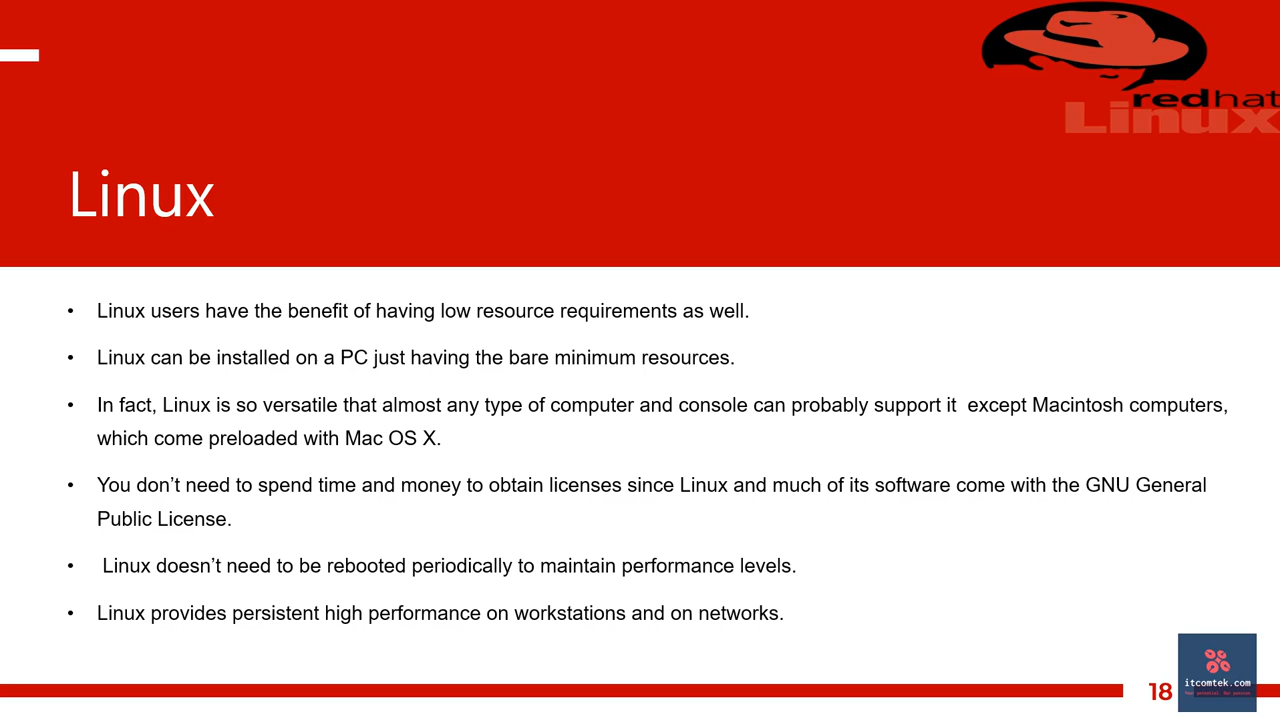 redhat
Linux
Linux
• Linux users have the benefit of having low resource requirements as well.
• Linux can be installed on a PC just having the bare minimum resources.
• In fact, Linux is so versatile that almost any type of computer and console can probably support it  except Macintosh computers,
which come preloaded with Mac OS X.
• You don’t need to spend time and money to obtain licenses since Linux and much of its software come with the GNU General
Public License.
• Linux doesn’t need to be rebooted periodically to maintain performance levels.
• Linux provides persistent high performance on workstations and on networks.
18
itcomtek.com
Your potential, Our passion